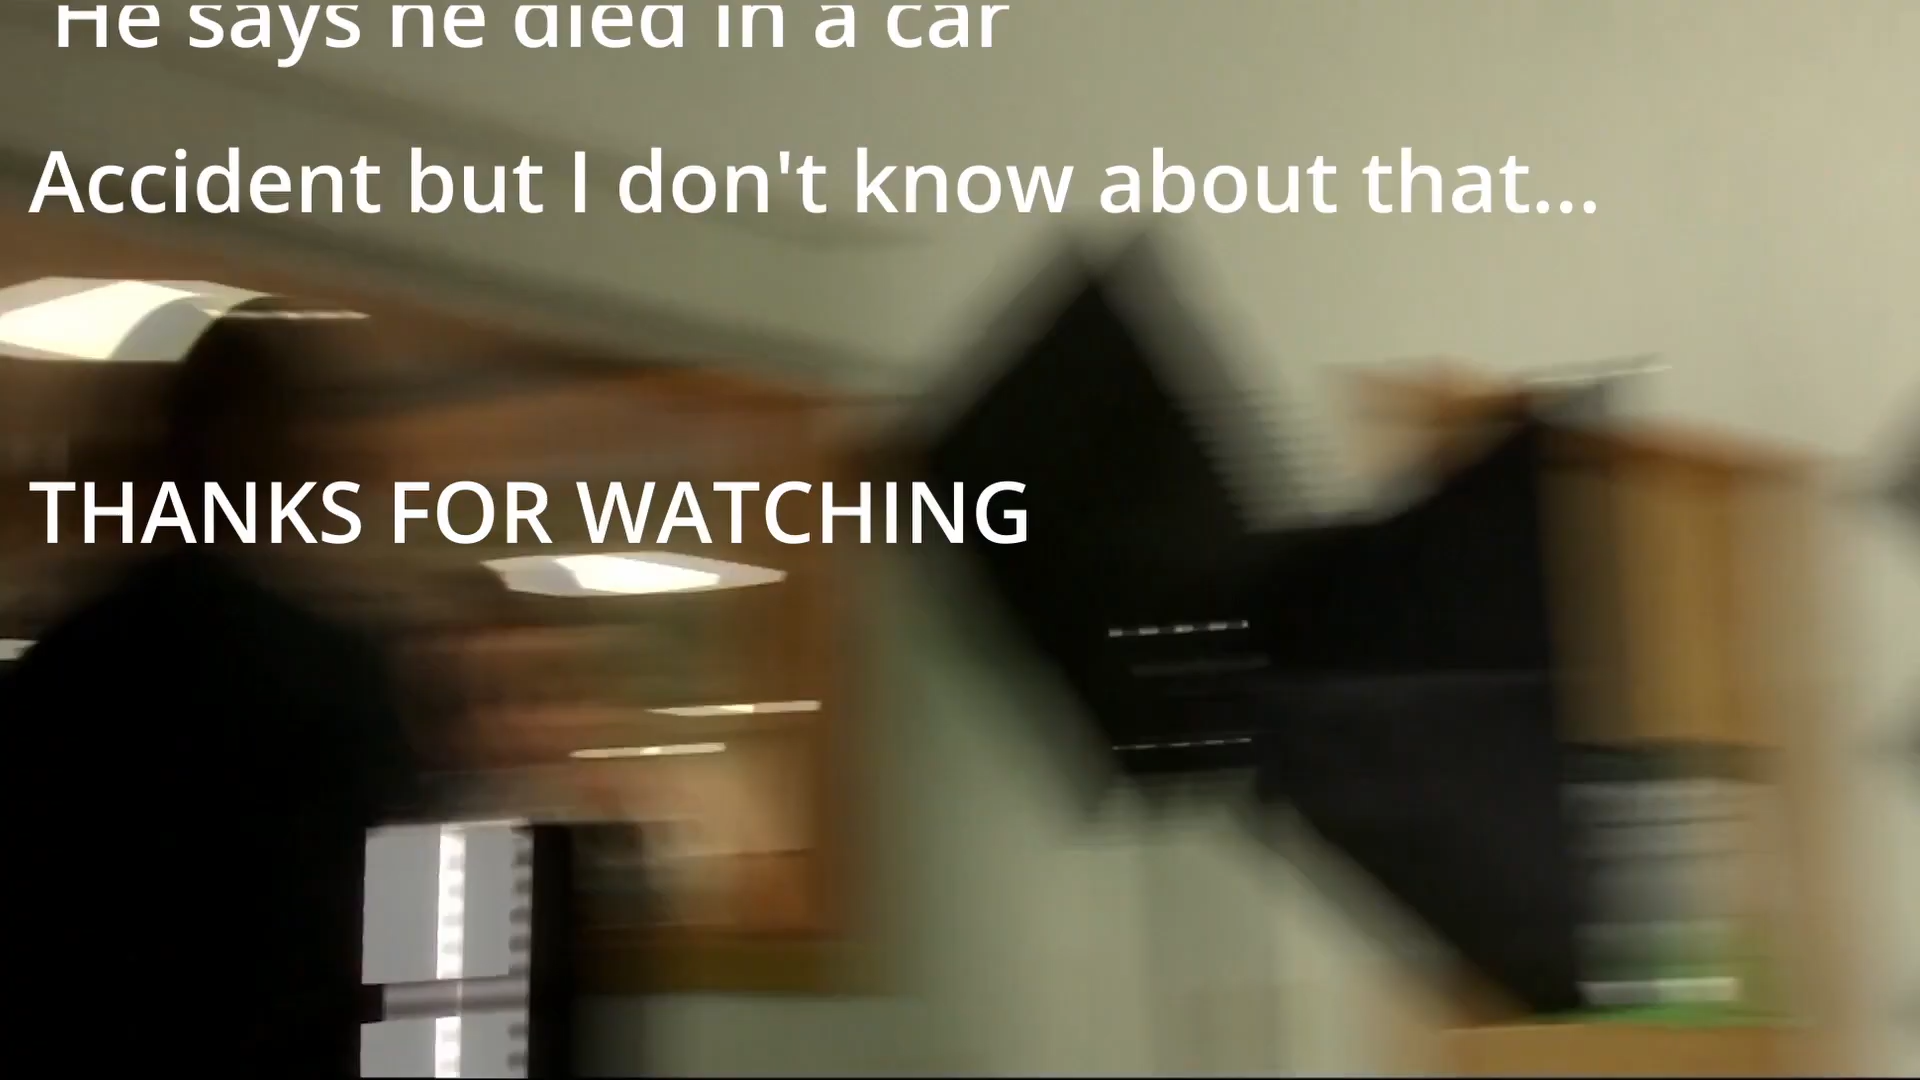 He says he died in a car
Accident but I don't know about that...
THANKS FOR WATCHING